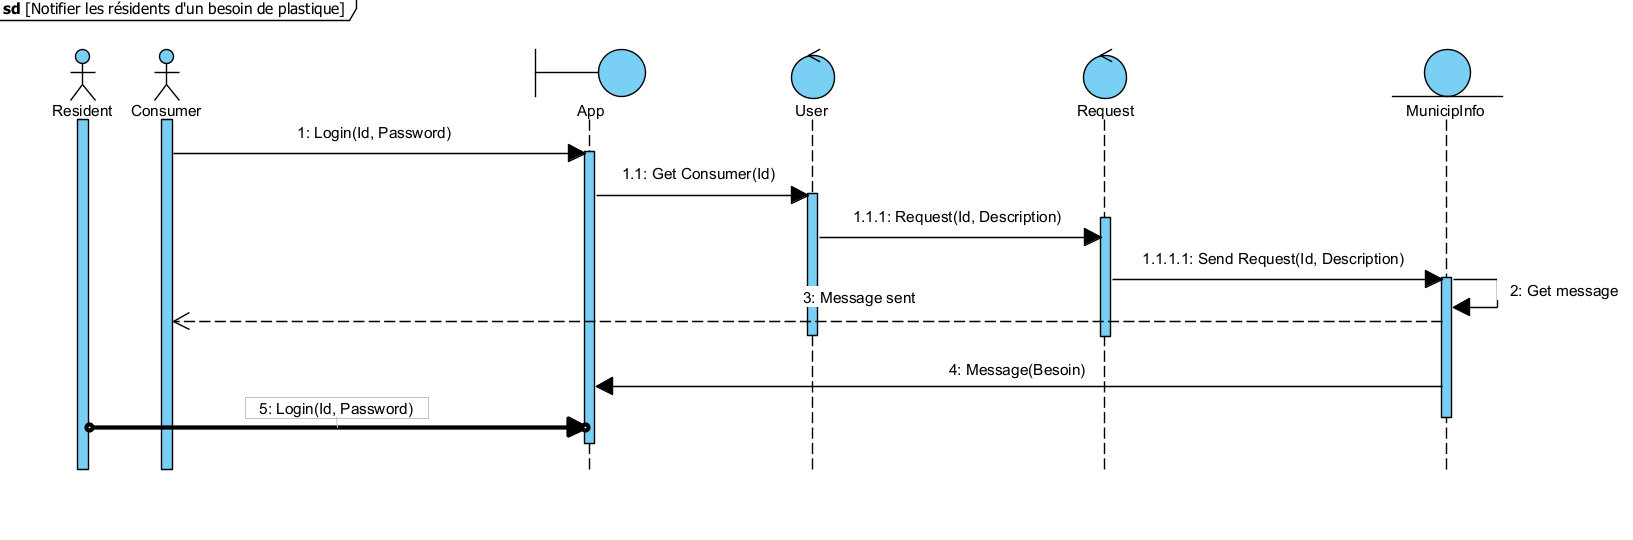 sd [Notifier les résidents d'un besoin de plastique]
Resident
Consumer
App
User
Request
MunicipInfo
1: Login(Id, Password)
1.1: Get Consumer(Id)
1.1.1: Request(Id, Description)
1.1.1.1: Send Request(Id, Description)
2: Get message
3: Message sent
4: Message(Besoin)
5: Login(Id, Password)